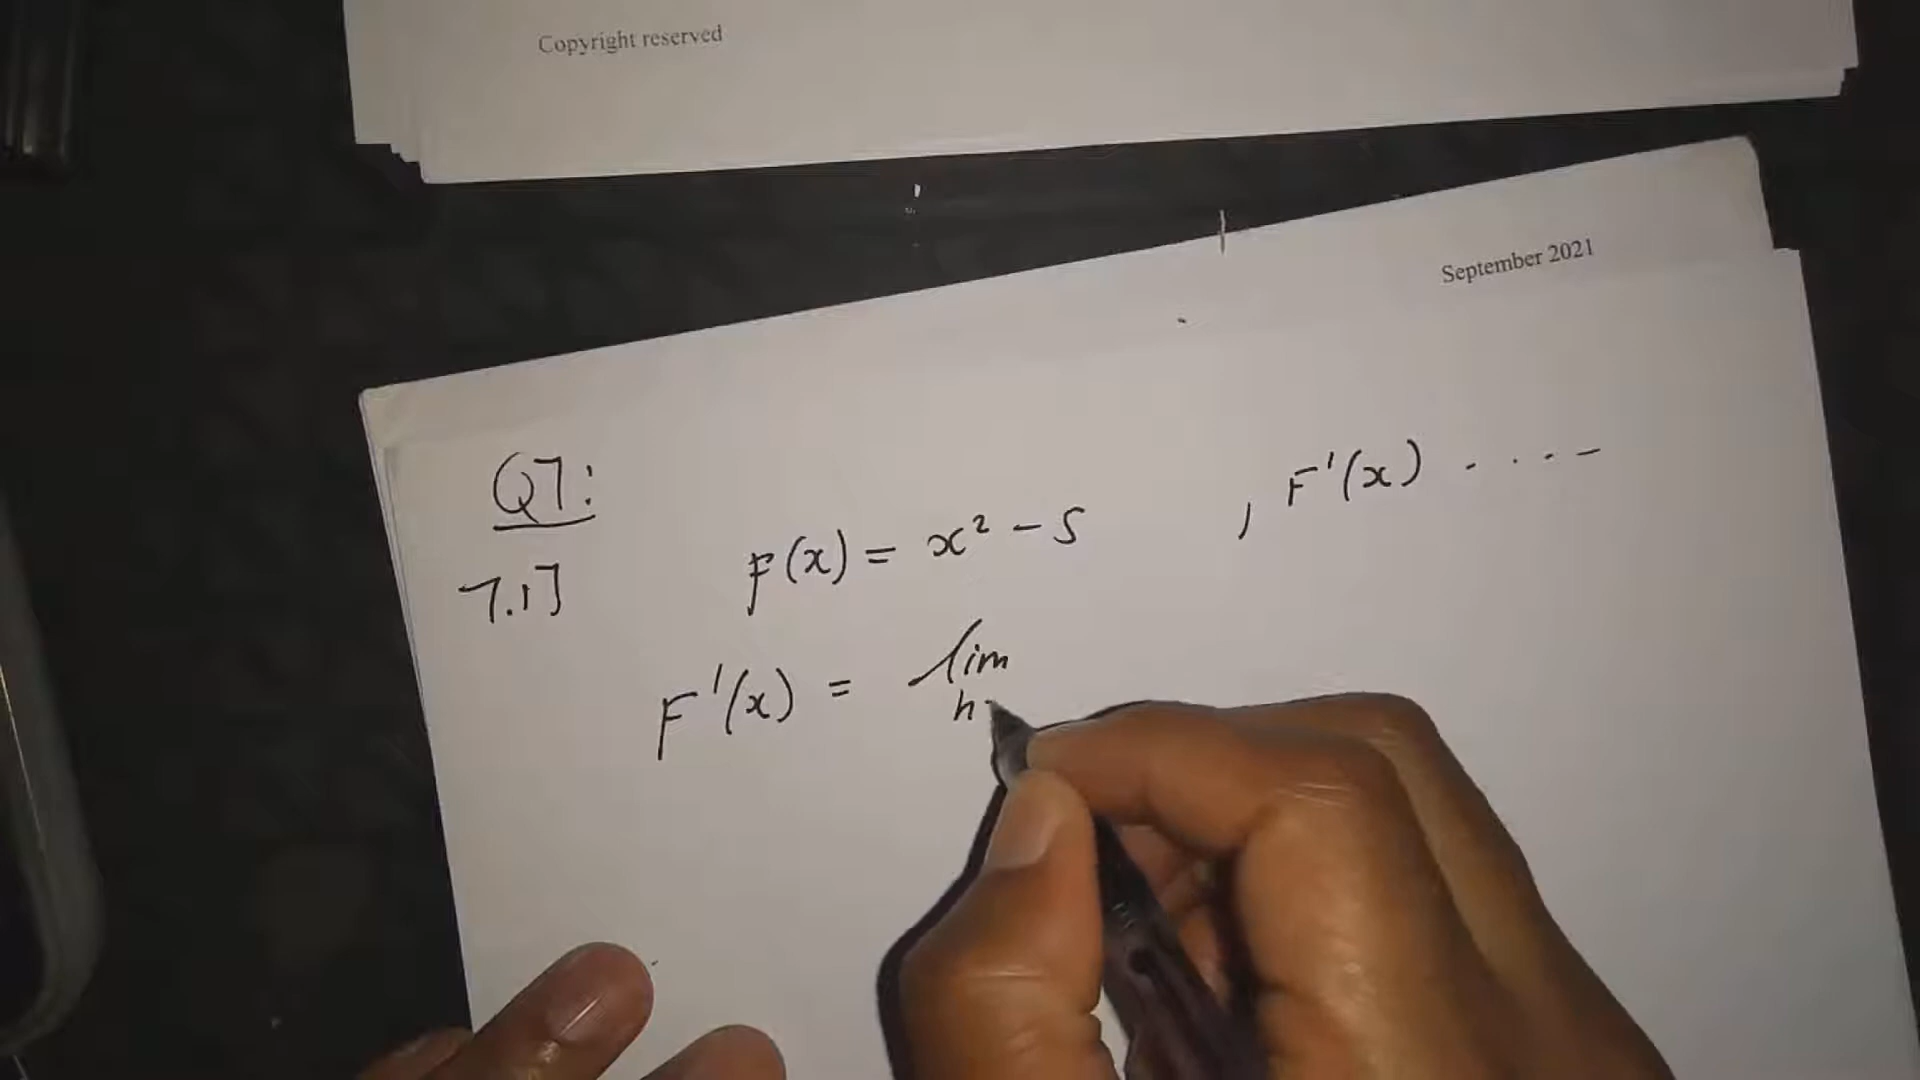 Copyright reserved
September 2021
Q7:
7.1]
F(x) = x² - 5 , F'(x) . . . . -
F'(x) = lim
h-